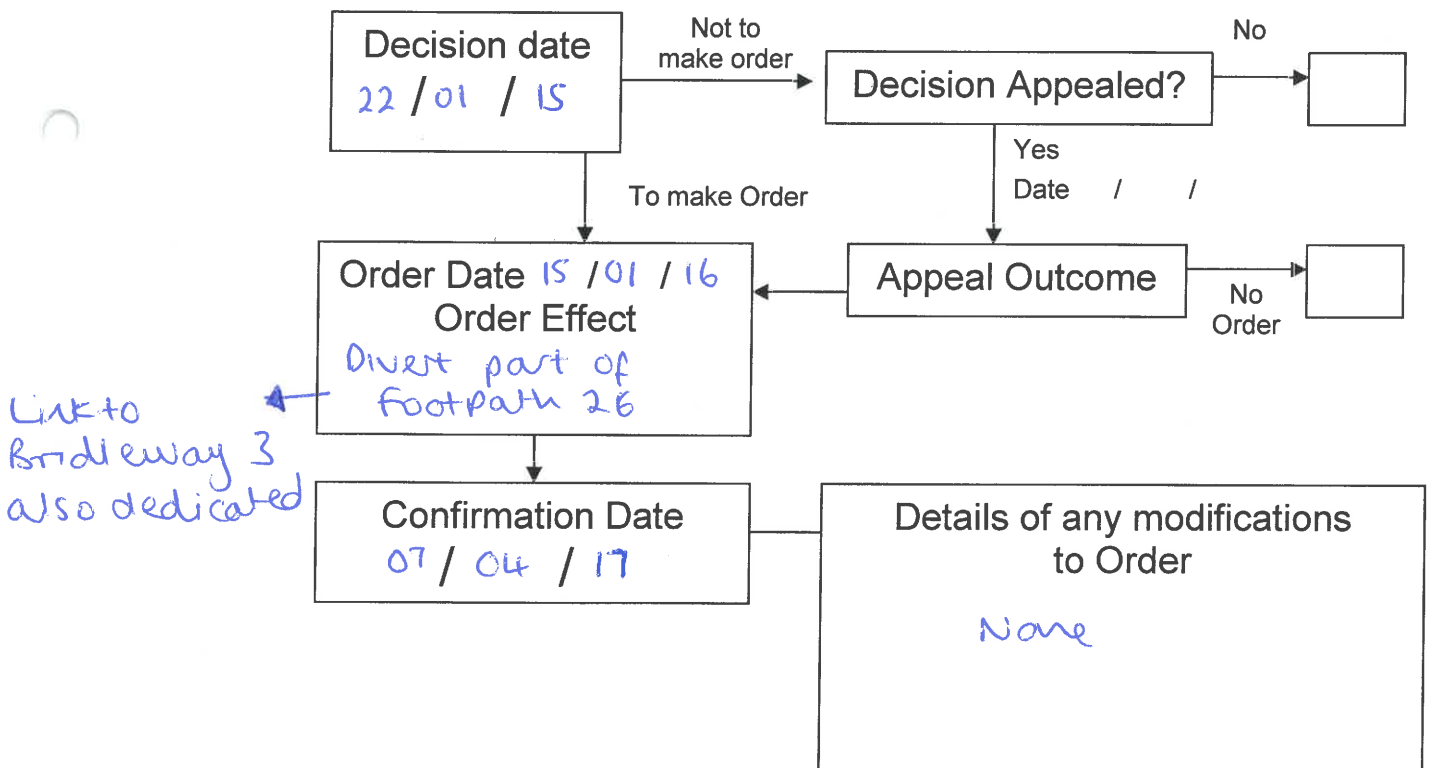 Decision date
22 / 01 / 15
Not to
make order
Decision Appealed?
No
To make Order
Yes
Date / /
Order Date 15 / 01 / 16
Order Effect
Divert part of
Footpath 26
Appeal Outcome
No
Order
Link to
Bridleway 3
also dedicated
Confirmation Date
07 / 04 / 17
Details of any modifications
to Order
None